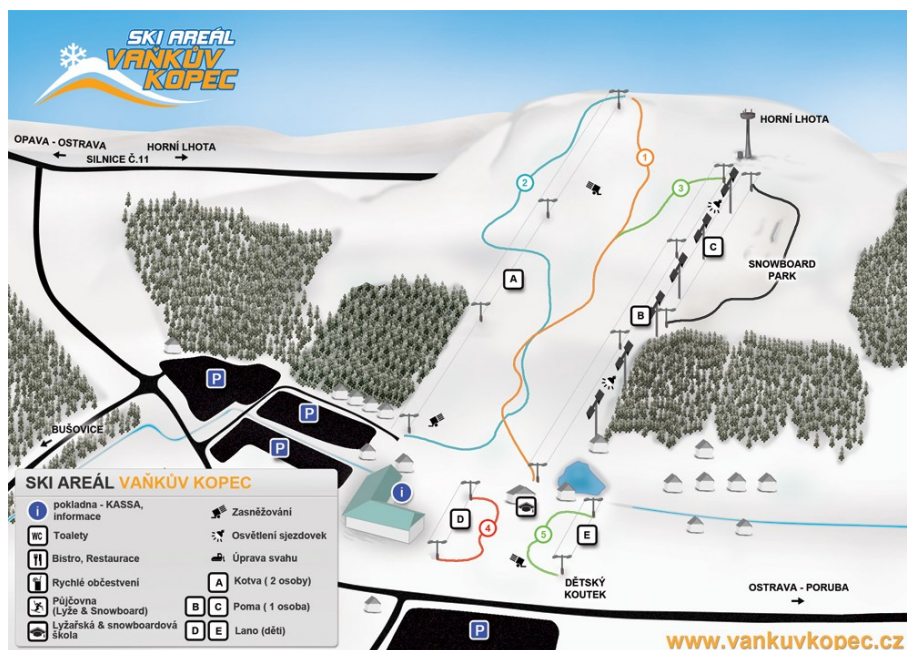 SKI AREÁL
VAŇKŮV
KOPEC
OPAVA - OSTRAVA
HORNÍ LHOTA
SILNICE Č.11
HORNÍ LHOTA
1
2
3
A
C
SNOWBOARD
PARK
B
P
P
P
BUŠOVICE
i
D
4
5
E
DĚTSKÝ
KOUTEK
OSTRAVA - PORUBA
P
www.vankuvkopec.cz
SKI AREÁL VAŇKŮV KOPEC
i pokladna - KASSA,
informace
WC Toalety
Bistro, Restaurace
Rychlé občestvení
Půjčovna
(Lyže & Snowboard)
Lyžařská & snowboardová
škola
Zasněžování
Osvětlení sjezdovek
Úprava svahu
A Kotva ( 2 osoby)
B C Poma ( 1 osoba)
D E Lano (děti)